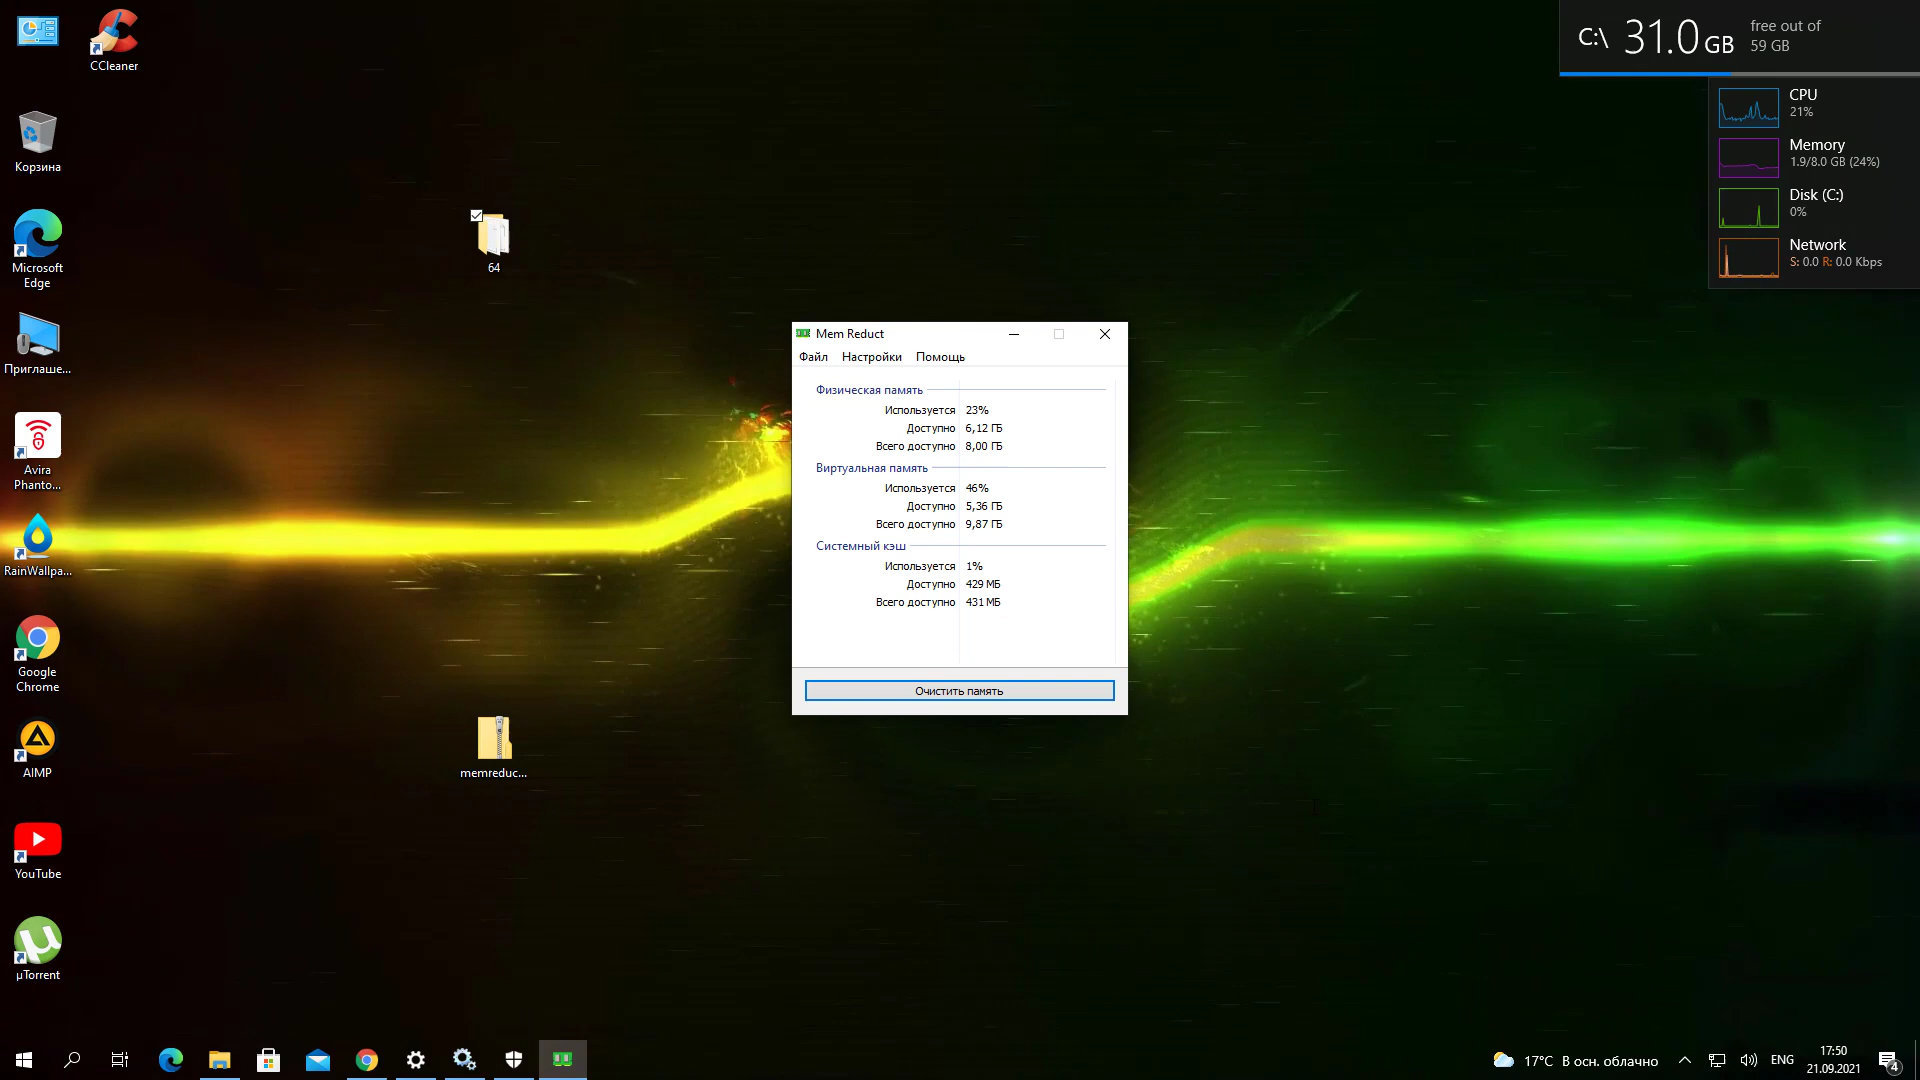 CCleaner
Корзина
Microsoft
Edge
Приглаше...
Avira
Phanto...
RainWallpa...
Google
Chrome
AIMP
YouTube
µTorrent
64
memreduc...
Mem Reduct
Файл Настройки Помощь
Физическая память
Используется 23%
Доступно 6,12 ГБ
Всего доступно 8,00 ГБ
Виртуальная память
Используется 46%
Доступно 5,36 ГБ
Всего доступно 9,87 ГБ
Системный кэш
Используется 1%
Доступно 429 МБ
Всего доступно 431 МБ
Очистить память
C:\ 31.0 GB
free out of
59 GB
CPU
21%
Memory
1.9/8.0 GB (24%)
Disk (C:)
0%
Network
S: 0.0 R: 0.0 Kbps
17°C В осн. облачно
ENG
17:50
21.09.2021
4